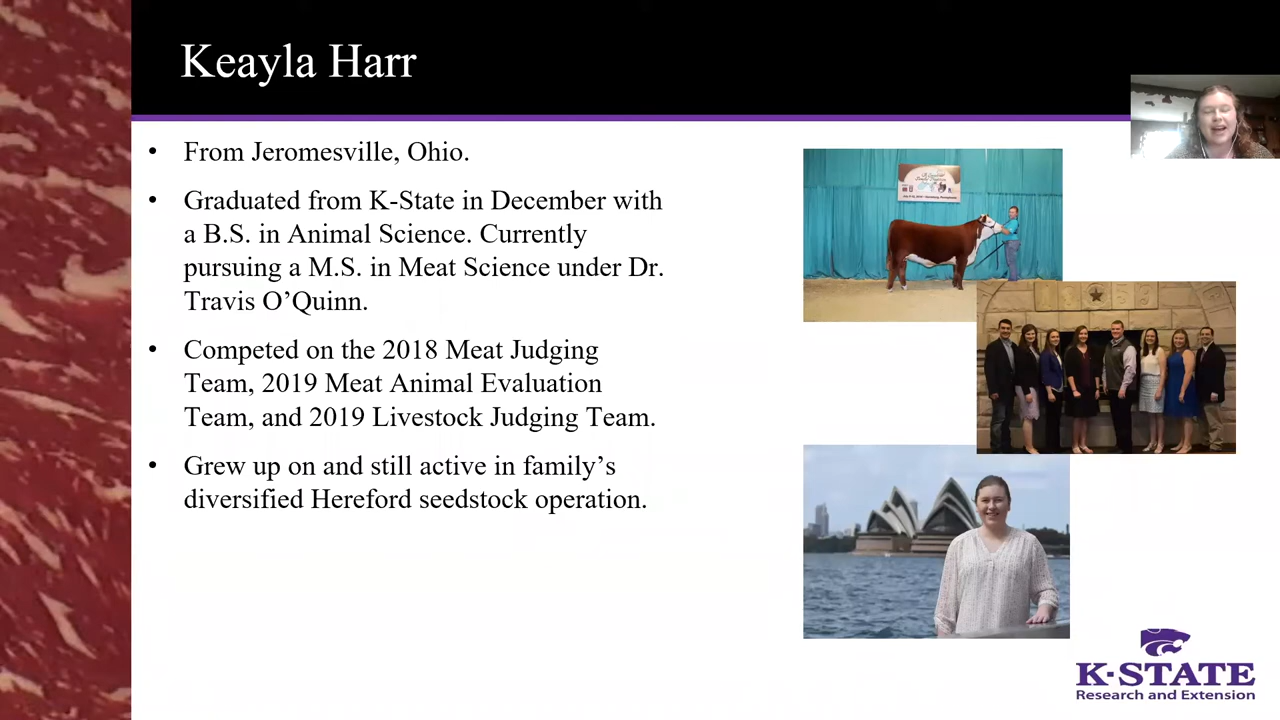 Keayla Harr
From Jeromesville, Ohio.
Graduated from K-State in December with
a B.S. in Animal Science. Currently
pursuing a M.S. in Meat Science under Dr.
Travis O’Quinn.
Competed on the 2018 Meat Judging
Team, 2019 Meat Animal Evaluation
Team, and 2019 Livestock Judging Team.
Grew up on and still active in family’s
diversified Hereford seedstock operation.
K-STATE
Research and Extension